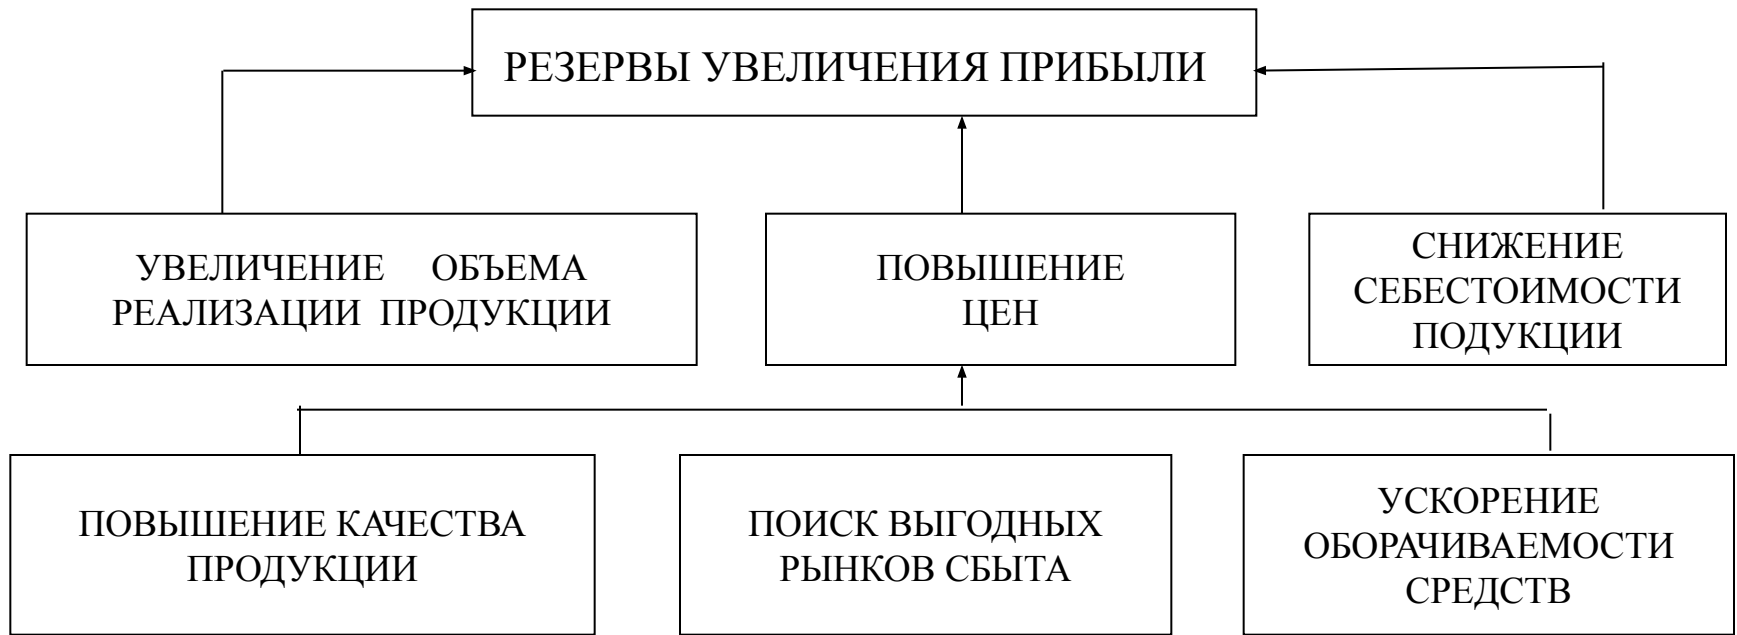 РЕЗЕРВЫ УВЕЛИЧЕНИЯ ПРИБЫЛИ
УВЕЛИЧЕНИЕ ОБЪЕМА
РЕАЛИЗАЦИИ ПРОДУКЦИИ
ПОВЫШЕНИЕ
ЦЕН
СНИЖЕНИЕ
СЕБЕСТОИМОСТИ
ПОДУКЦИИ
ПОВЫШЕНИЕ КАЧЕСТВА
ПРОДУКЦИИ
ПОИСК ВЫГОДНЫХ
РЫНКОВ СБЫТА
УСКОРЕНИЕ
ОБОРАЧИВАЕМОСТИ
СРЕДСТВ